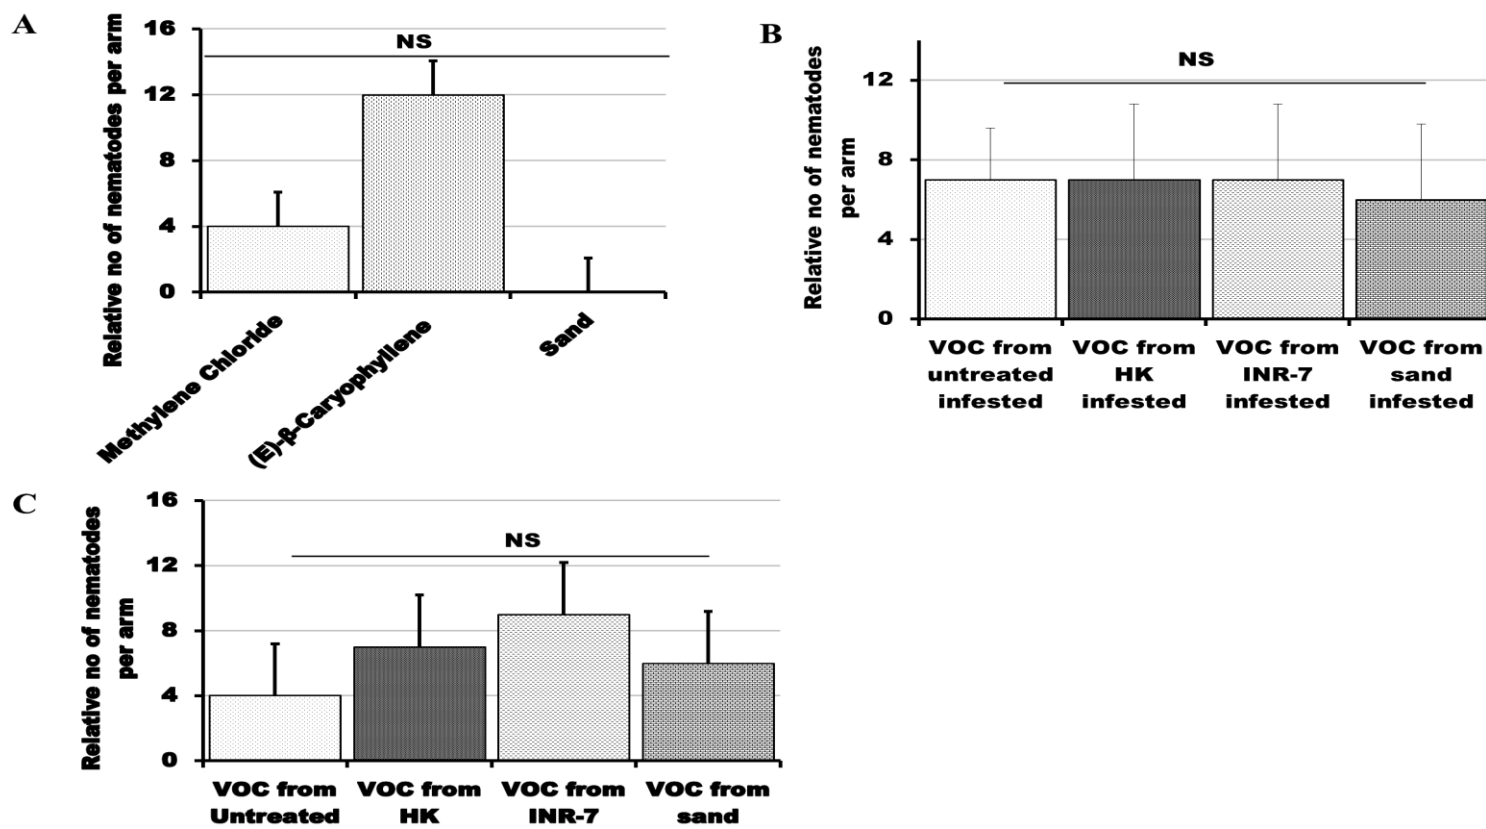 A
Relative no of nematodes per arm
16
12
8
4
0
NS
Methylene Chloride
(E)-β-Caryophyllene
Sand
B
Relative no of nematodes
per arm
12
8
4
0
NS
VOC from
untreated
infested
VOC from
HK
infested
VOC from
INR-7
infested
VOC from
sand
infested
C
Relative no of nematodes
per arm
16
12
8
4
0
NS
VOC from
Untreated
VOC from
HK
VOC from
INR-7
VOC from
sand